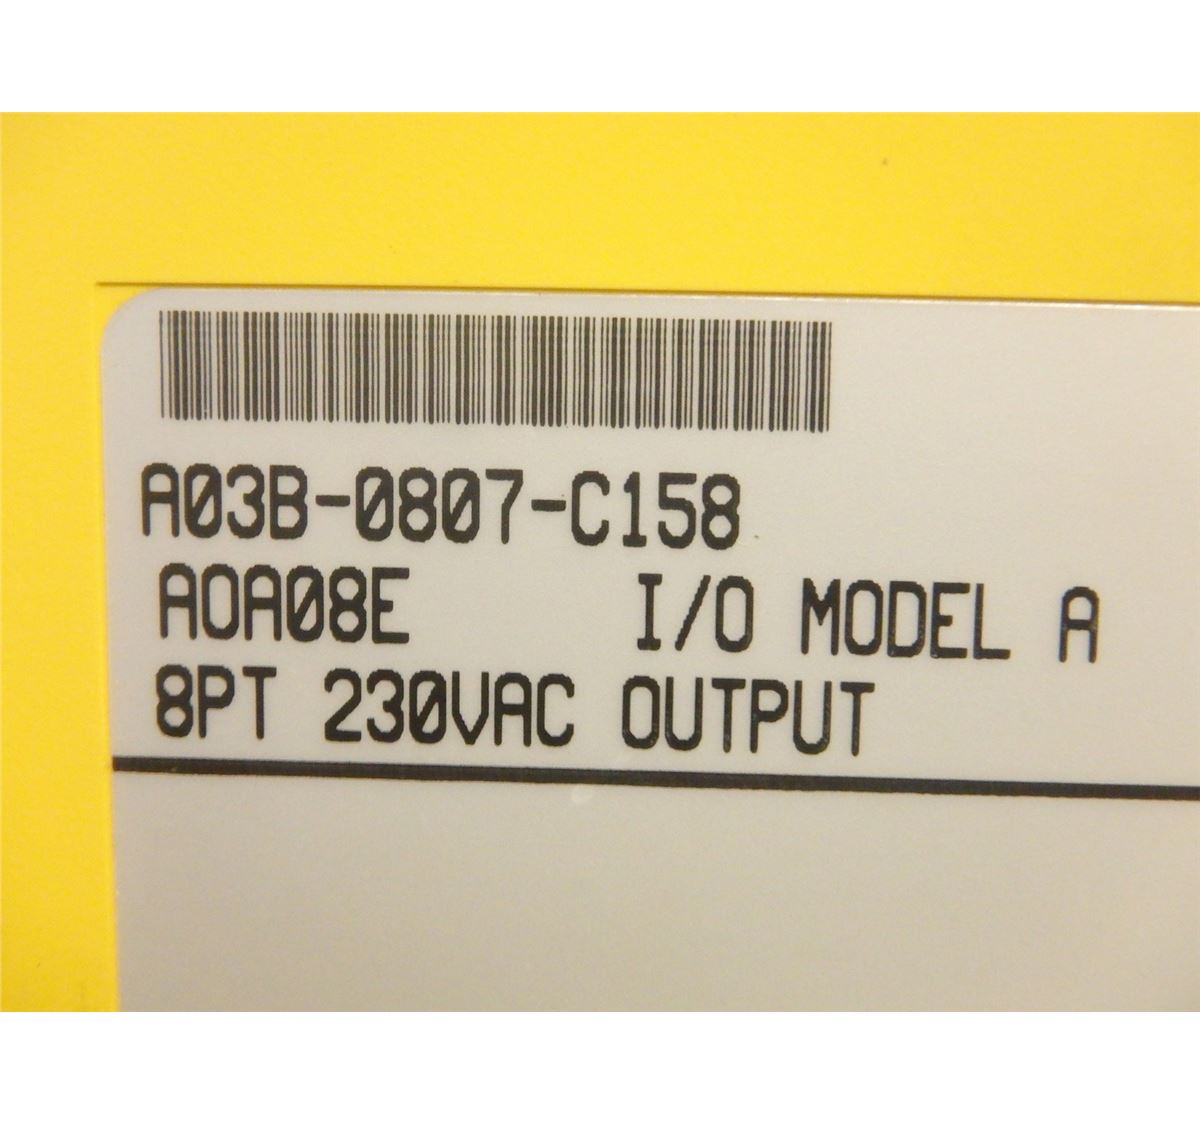 A03B-0807-C158
AOA08E I/O MODEL A
8PT 230VAC OUTPUT